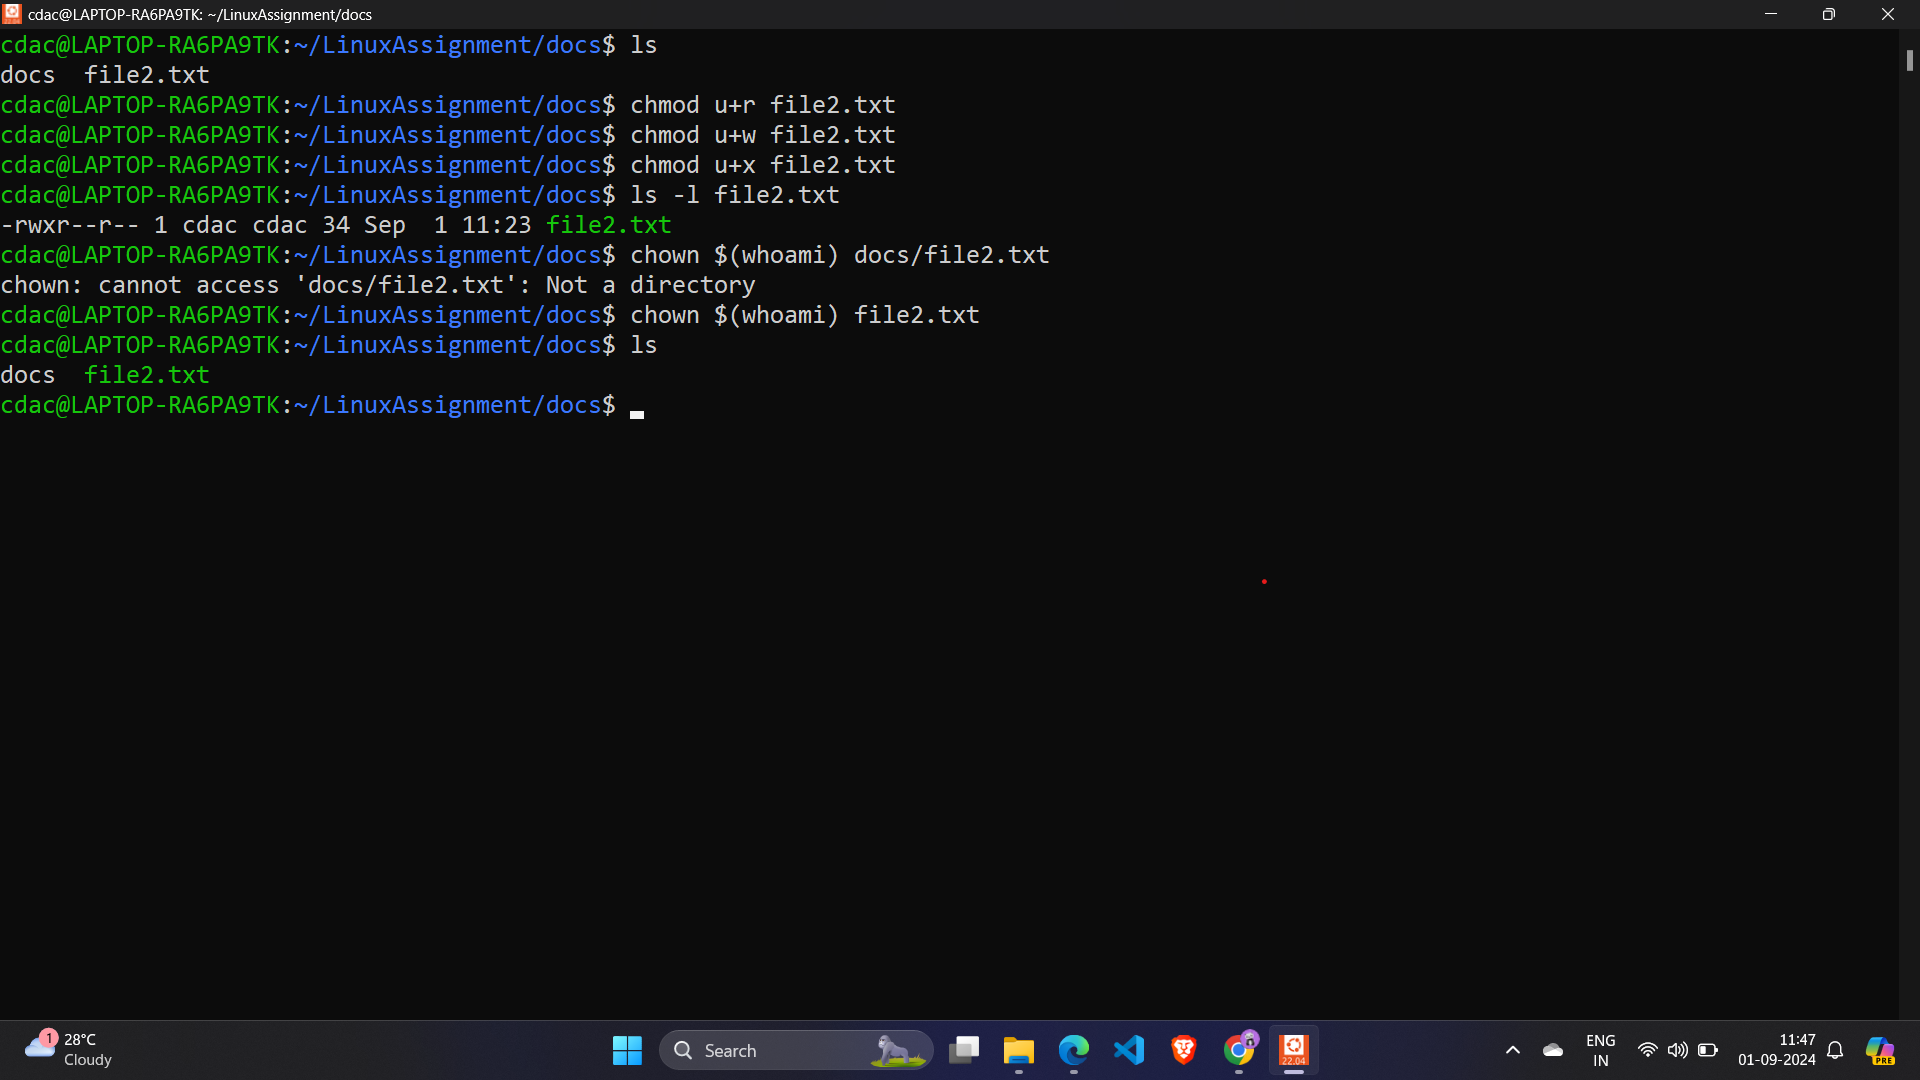 cdac@LAPTOP-RA6PA9TK: ~/LinuxAssignment/docs
cdac@LAPTOP-RA6PA9TK:~/LinuxAssignment/docs$ ls
docs  file2.txt
cdac@LAPTOP-RA6PA9TK:~/LinuxAssignment/docs$ chmod u+r file2.txt
cdac@LAPTOP-RA6PA9TK:~/LinuxAssignment/docs$ chmod u+w file2.txt
cdac@LAPTOP-RA6PA9TK:~/LinuxAssignment/docs$ chmod u+x file2.txt
cdac@LAPTOP-RA6PA9TK:~/LinuxAssignment/docs$ ls -l file2.txt
-rwxr--r-- 1 cdac cdac 34 Sep  1 11:23 file2.txt
cdac@LAPTOP-RA6PA9TK:~/LinuxAssignment/docs$ chown $(whoami) docs/file2.txt
chown: cannot access 'docs/file2.txt': Not a directory
cdac@LAPTOP-RA6PA9TK:~/LinuxAssignment/docs$ chown $(whoami) file2.txt
cdac@LAPTOP-RA6PA9TK:~/LinuxAssignment/docs$ ls
docs  file2.txt
cdac@LAPTOP-RA6PA9TK:~/LinuxAssignment/docs$
1
28°C
Cloudy
Search
22.04
ENG
IN
11:47
01-09-2024
PRE